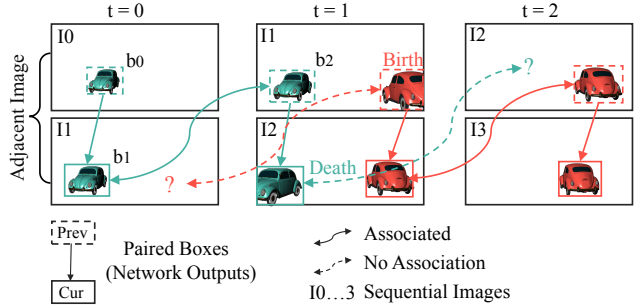 t = 0
t = 1
t = 2
Adjacent Image
I0
b0
I1
b1
?
I1
b2
Birth
I2
Death
I2
?
I3
Prev
Cur
Paired Boxes
(Network Outputs)
Associated
No Association
I0...3 Sequential Images